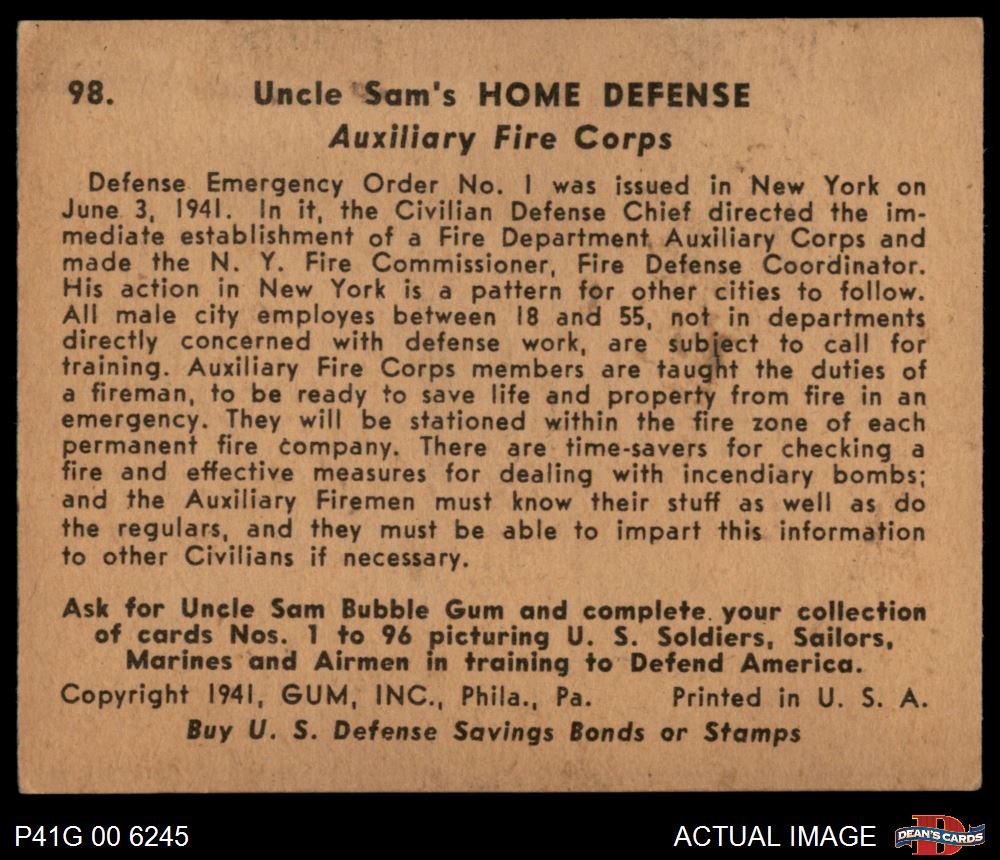 98. Uncle Sam's HOME DEFENSE
Auxiliary Fire Corps
Defense Emergency Order No. 1 was issued in New York on
June 3, 1941. In it, the Civilian Defense Chief directed the im-
mediate establishment of a Fire Department Auxiliary Corps and
made the N. Y. Fire Commissioner, Fire Defense Coordinator.
His action in New York is a pattern for other cities to follow.
All male city employes between 18 and 55, not in departments
directly concerned with defense work, are subject to call for
training. Auxiliary Fire Corps members are taught the duties of
a fireman, to be ready to save life and property from fire in an
emergency. They will be stationed within the fire zone of each
permanent fire company. There are time-savers for checking a
fire and effective measures for dealing with incendiary bombs;
and the Auxiliary Firemen must know their stuff as well as do
the regulars, and they must be able to impart this information
to other Civilians if necessary.
Ask for Uncle Sam Bubble Gum and complete your collection
of cards Nos. 1 to 96 picturing U. S. Soldiers, Sailors,
Marines and Airmen in training to Defend America.
Copyright 1941, GUM, INC., Phila., Pa. Printed in U. S. A.
Buy U. S. Defense Savings Bonds or Stamps
P41G 00 6245 ACTUAL IMAGE D DEAN'S CARDS